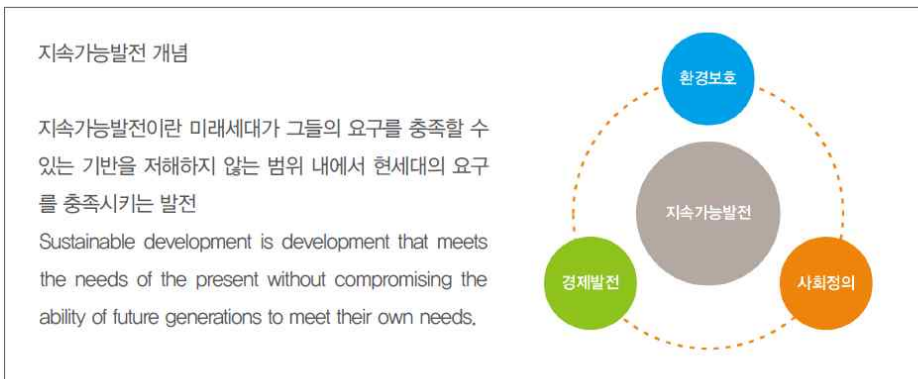 지속가능발전 개념
지속가능발전이란 미래세대가 그들의 요구를 충족할 수
있는 기반을 저해하지 않는 범위 내에서 현세대의 요구
를 충족시키는 발전
Sustainable development is development that meets
the needs of the present without compromising the
ability of future generations to meet their own needs.
환경보호
지속가능발전
경제발전
사회정의